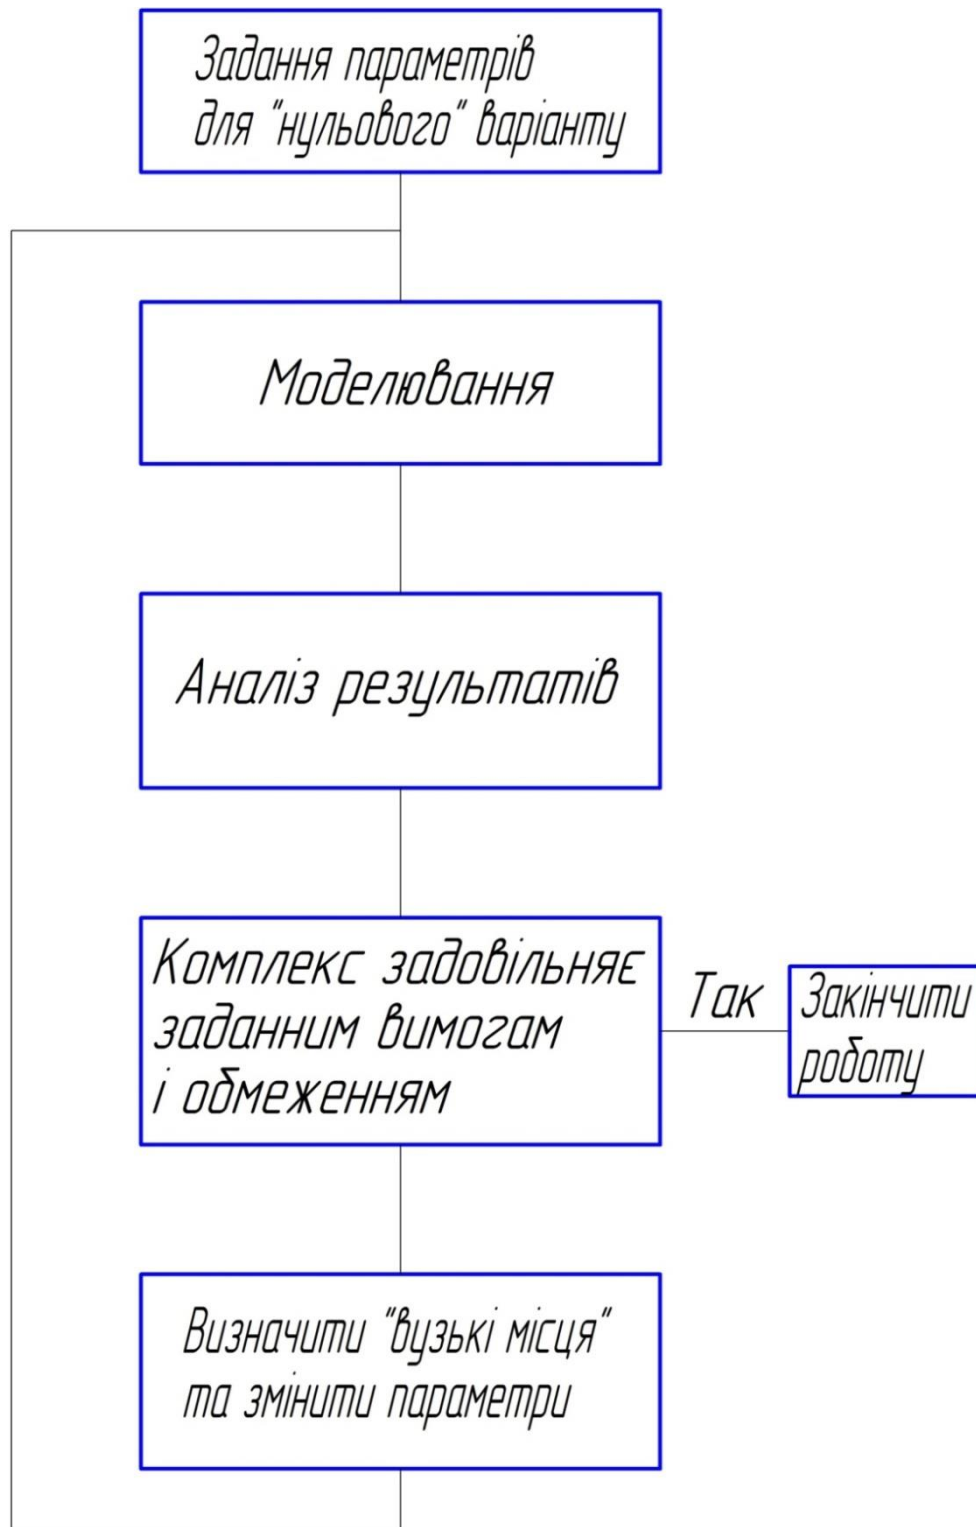 Задання параметрів
для "нульового" варіанту
Моделювання
Аналіз результатів
Комплекс задовільняє
заданним вимогам
і обмеженням
Так
Закінчити
роботу
Визначити "вузькі місця"
та змінити параметри